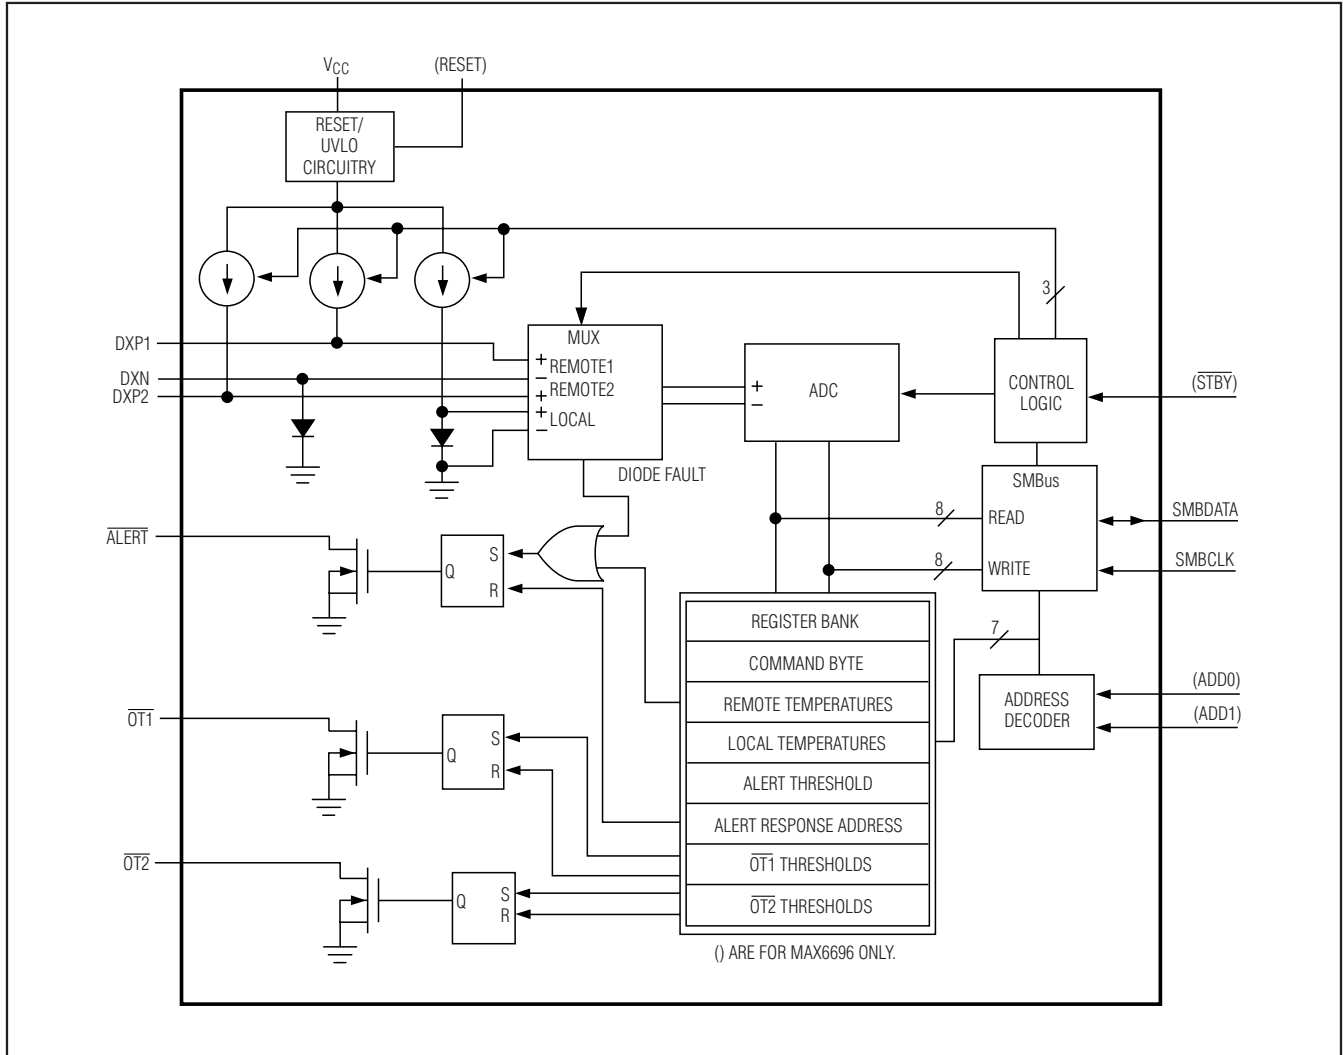 VCC
(RESET)
RESET/
UVLO
CIRCUITRY
3
DXP1
DXN
DXP2
MUX
+ REMOTE1
−
+ REMOTE2
+ LOCAL
−
+
−
ADC
CONTROL
LOGIC
(STBY)
DIODE FAULT
SMBus
READ
WRITE
8
8
SMBDATA
SMBCLK
ALERT
S
Q
R
7
ADDRESS
DECODER
(ADD0)
(ADD1)
REGISTER BANK
COMMAND BYTE
REMOTE TEMPERATURES
LOCAL TEMPERATURES
ALERT THRESHOLD
ALERT RESPONSE ADDRESS
OT1 THRESHOLDS
OT2 THRESHOLDS
OT1
S
Q
R
OT2
S
Q
R
() ARE FOR MAX6696 ONLY.